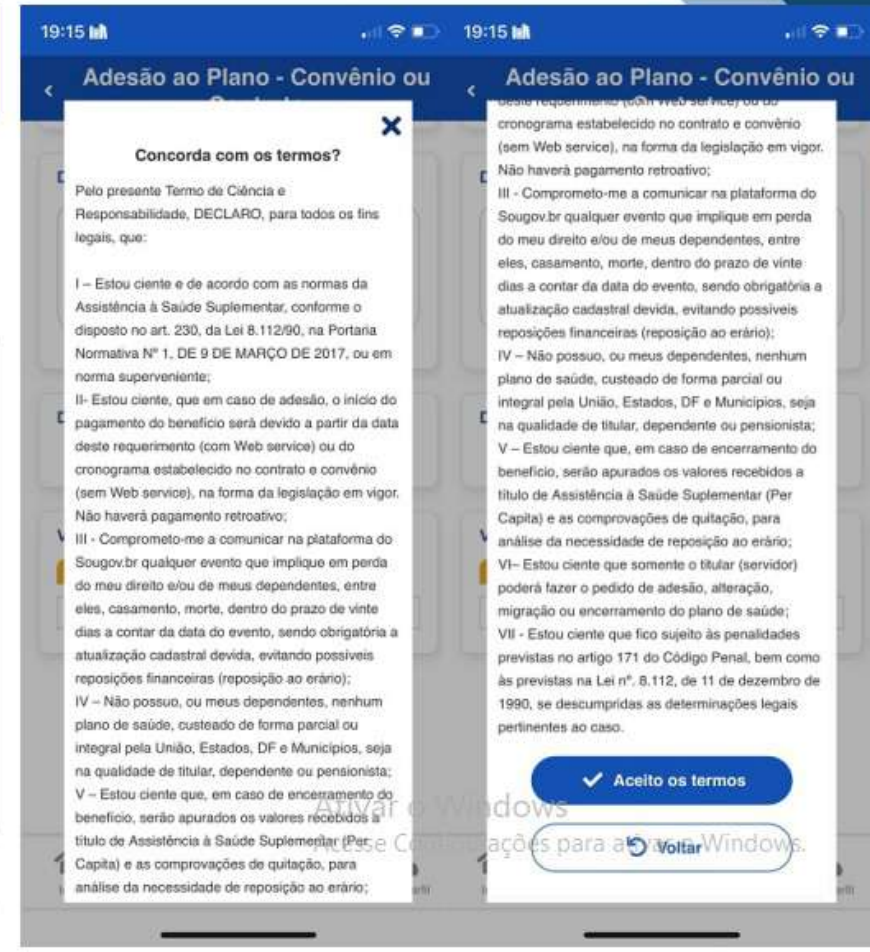 19:15
Adesão ao Plano - Convênio ou
Concorda com os termos?
Pelo presente Termo de Ciência e
Responsabilidade, DECLARO, para todos os fins
legais, que:
I – Estou ciente e de acordo com as normas da
Assistência à Saúde Suplementar, conforme o
disposto no art. 230, da Lei 8.112/90, na Portaria
Normativa Nº 1, DE 9 DE MARÇO DE 2017, ou em
norma superveniente;
II- Estou ciente, que em caso de adesão, o início do
pagamento do benefício será devido a partir da data
deste requerimento (com Web service) ou do
cronograma estabelecido no contrato e convênio
(sem Web service), na forma da legislação em vigor.
Não haverá pagamento retroativo;
III - Comprometo-me a comunicar na plataforma do
Sougov.br qualquer evento que implique em perda
do meu direito e/ou de meus dependentes, entre
eles, casamento, morte, dentro do prazo de vinte
dias a contar da data do evento, sendo obrigatória a
atualização cadastral devida, evitando possíveis
reposições financeiras (reposição ao erário);
IV – Não possuo, ou meus dependentes, nenhum
plano de saúde, custeado de forma parcial ou
integral pela União, Estados, DF e Municípios, seja
na qualidade de titular, dependente ou pensionista;
V – Estou ciente que, em caso de encerramento do
benefício, serão apurados os valores recebidos a
título de Assistência à Saúde Suplementar (Per
Capita) e as comprovações de quitação, para
análise da necessidade de reposição ao erário;
19:15
Adesão ao Plano - Convênio ou
deste requerimento (com Web service) ou do
cronograma estabelecido no contrato e convênio
(sem Web service), na forma da legislação em vigor.
Não haverá pagamento retroativo;
III - Comprometo-me a comunicar na plataforma do
Sougov.br qualquer evento que implique em perda
do meu direito e/ou de meus dependentes, entre
eles, casamento, morte, dentro do prazo de vinte
dias a contar da data do evento, sendo obrigatória a
atualização cadastral devida, evitando possíveis
reposições financeiras (reposição ao erário);
IV – Não possuo, ou meus dependentes, nenhum
plano de saúde, custeado de forma parcial ou
integral pela União, Estados, DF e Municípios, seja
na qualidade de titular, dependente ou pensionista;
V – Estou ciente que, em caso de encerramento do
benefício, serão apurados os valores recebidos a
título de Assistência à Saúde Suplementar (Per
Capita) e as comprovações de quitação, para
análise da necessidade de reposição ao erário;
VI– Estou ciente que somente o titular (servidor)
poderá fazer o pedido de adesão, alteração,
migração ou encerramento do plano de saúde;
VII - Estou ciente que fico sujeito às penalidades
previstas no artigo 171 do Código Penal, bem como
às previstas na Lei nº. 8.112, de 11 de dezembro de
1990, se descumpridas as determinações legais
pertinentes ao caso.
Aceito os termos
Voltar
Ativar o Windows
Acesse Configurações para ativar o Windows.